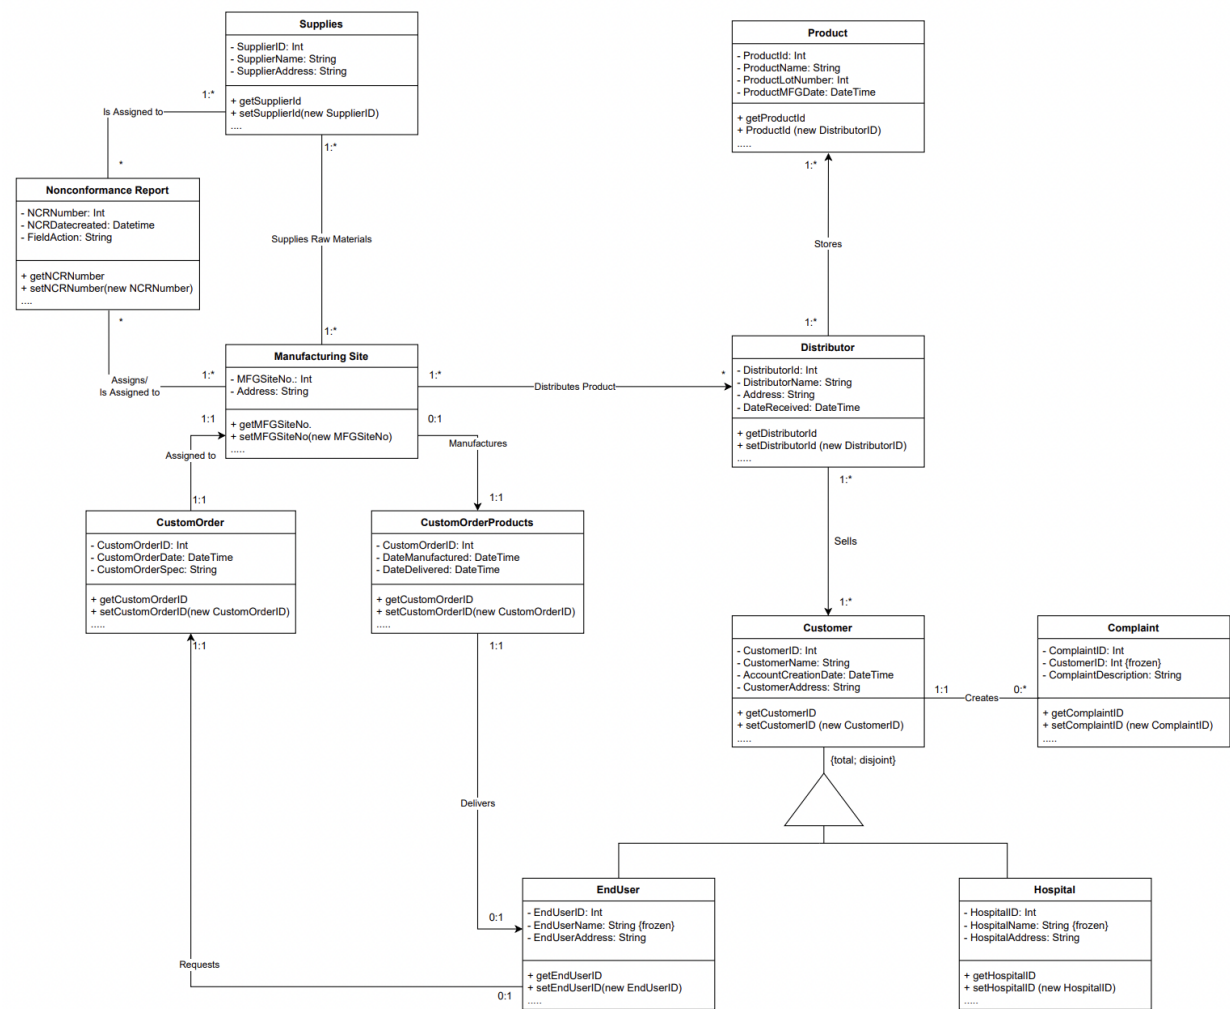 Supplies
- SupplierID: Int
- SupplierName: String
- SupplierAddress: String
+ getSupplierId
+ setSupplierId(new SupplierID)
....
1:*
Is Assigned to
*
1:*
Supplies Raw Materials
1:*
Nonconformance Report
- NCRNumber: Int
- NCRDatecreated: Datetime
- FieldAction: String
+ getNCRNumber
+ setNCRNumber(new NCRNumber)
....
*
Assigns/
Is Assigned to
1:*
Manufacturing Site
- MFGSiteNo.: Int
- Address: String
+ getMFGSiteNo.
+ setMFGSiteNo(new MFGSiteNo)
.....
1:*
Distributes Product
*
Product
- ProductId: Int
- ProductName: String
- ProductLotNumber: Int
- ProductMFGDate: DateTime
+ getProductId
+ ProductId (new DistributorID)
.....
1:*
Stores
1:*
Distributor
- DistributorId: Int
- DistributorName: String
- Address: String
- DateReceived: DateTime
+ getDistributorId
+ setDistributorId (new DistributorID)
.....
1:*
Sells
1:*
1:1
Assigned to
1:1
0:1
Manufactures
1:1
CustomOrder
- CustomOrderID: Int
- CustomOrderDate: DateTime
- CustomOrderSpec: String
+ getCustomOrderID
+ setCustomOrderID(new CustomOrderID)
.....
1:1
CustomOrderProducts
- CustomOrderID: Int
- DateManufactured: DateTime
- DateDelivered: DateTime
+ getCustomOrderID
+ setCustomOrderID(new CustomOrderID)
.....
1:1
Customer
- CustomerID: Int
- CustomerName: String
- AccountCreationDate: DateTime
- CustomerAddress: String
+ getCustomerID
+ setCustomerID (new CustomerID)
.....
1:1
Creates
0:*
Complaint
- ComplaintID: Int
- CustomerID: Int {frozen}
- ComplaintDescription: String
+ getComplaintID
+ setComplaintID (new ComplaintID)
.....
{total; disjoint}
Delivers
0:1
Requests
0:1
EndUser
- EndUserID: Int
- EndUserName: String {frozen}
- EndUserAddress: String
+ getEndUserID
+ setEndUserID(new EndUserID)
.....
Hospital
- HospitalID: Int
- HospitalName: String {frozen}
- HospitalAddress: String
+ getHospitalID
+ setHospitalID (new HospitalID)
.....